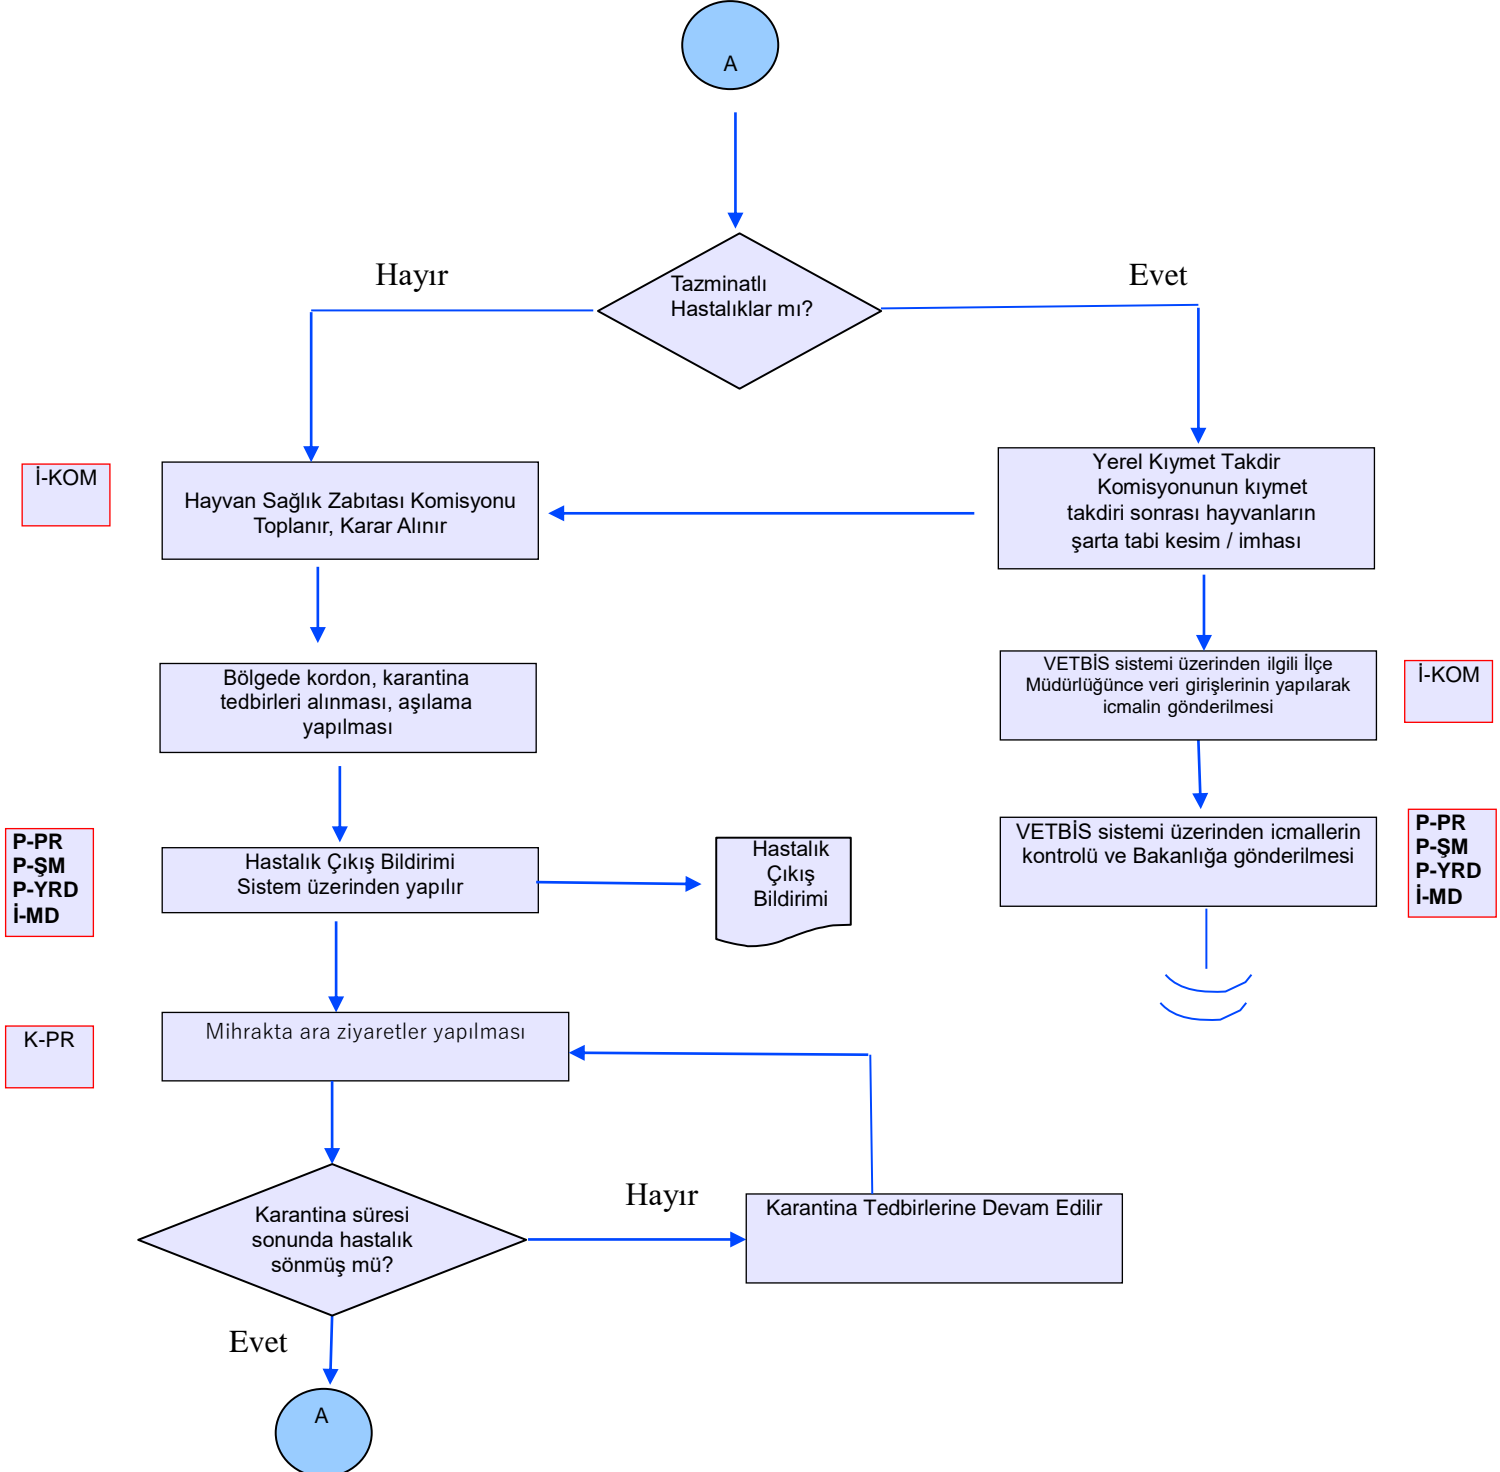 A
Hayır
Evet
Tazminatlı
Hastalıklar mı?
İ-KOM
Hayvan Sağlık Zabıtası Komisyonu
Toplanır, Karar Alınır
Yerel Kıymet Takdir
Komisyonunun kıymet
takdiri sonrası hayvanların
şarta tabi kesim / imhası
Bölgede kordon, karantina
tedbirleri alınması, aşılama
yapılması
VETBİS sistemi üzerinden ilgili İlçe
Müdürlüğünce veri girişlerinin yapılarak
icmalin gönderilmesi
İ-KOM
P-PR
P-ŞM
P-YRD
İ-MD
Hastalık Çıkış Bildirimi
Sistem üzerinden yapılır
Hastalık
Çıkış
Bildirimi
VETBİS sistemi üzerinden icmallerin
kontrolü ve Bakanlığa gönderilmesi
P-PR
P-ŞM
P-YRD
İ-MD
K-PR
Mihrakta ara ziyaretler yapılması
Karantina süresi
sonunda hastalık
sönmüş mü?
Hayır
Karantina Tedbirlerine Devam Edilir
Evet
A